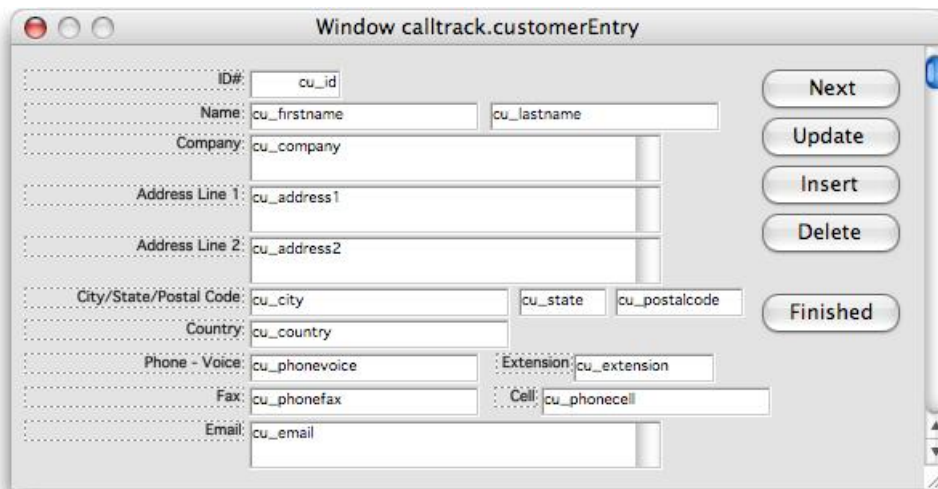 Window calltrack.customerEntry
ID#: cu_id
Next
Name: cu_firstname cu_lastname
Update
Company: cu_company
Address Line 1: cu_address1
Insert
Address Line 2: cu_address2
Delete
City/State/Postal Code: cu_city cu_state cu_postalcode
Finished
Country: cu_country
Phone - Voice: cu_phonevoice Extension: cu_extension
Fax: cu_phonefax Cell: cu_phonecell
Email: cu_email